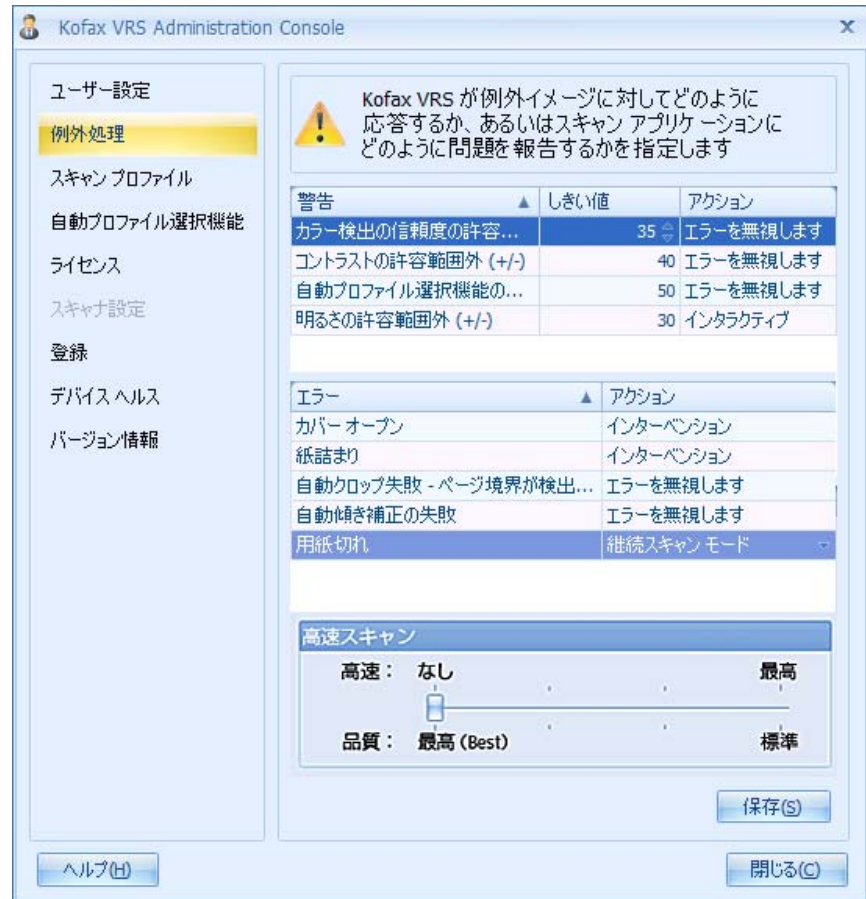 Kofax VRS Administration Console
ユーザー設定
例外処理
スキャン プロファイル
自動プロファイル選択機能
ライセンス
スキャナ設定
登録
デバイス ヘルス
バージョン情報
Kofax VRS が例外イメージに対してどのように
応答するか、あるいはスキャン アプリケーションに
どのように問題を報告するかを指定します
警告 しきい値 アクション
カラー検出の信頼度の許容... 35 エラーを無視します
コントラストの許容範囲外 (+/-) 40 エラーを無視します
自動プロファイル選択機能の... 50 エラーを無視します
明るさの許容範囲外 (+/-) 30 インタラクティブ
エラー アクション
カバー オープン インターベンション
紙詰まり インターベンション
自動クロップ失敗 - ページ境界が検出... エラーを無視します
自動傾き補正の失敗 エラーを無視します
用紙切れ 継続スキャン モード
高速スキャン
高速： なし 最高
品質： 最高 (Best) 標準
保存(S)
ヘルプ(H) 閉じる(C)